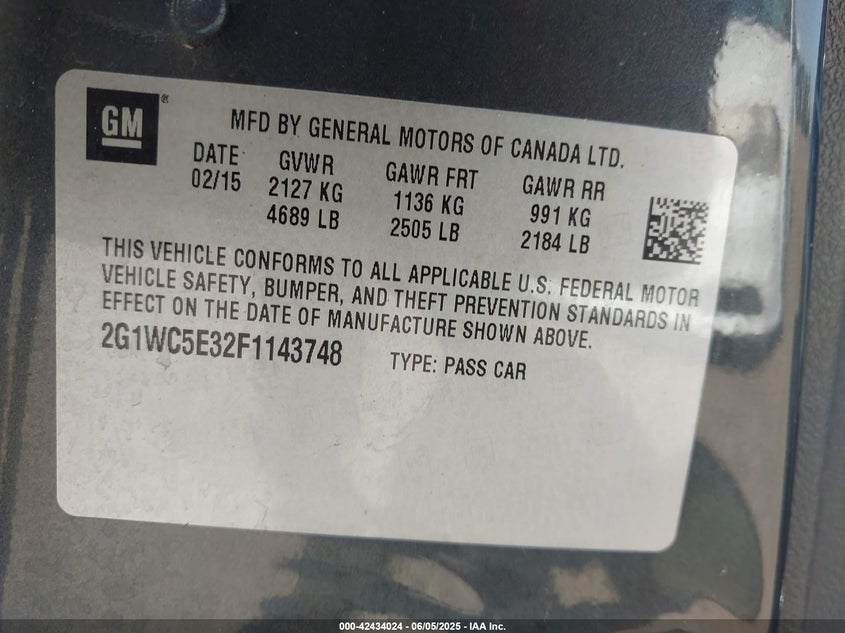 GM ®
MFD BY GENERAL MOTORS OF CANADA LTD.
DATE GVWR GAWR FRT GAWR RR
02/15 2127 KG 1136 KG 991 KG
4689 LB 2505 LB 2184 LB
THIS VEHICLE CONFORMS TO ALL APPLICABLE U.S. FEDERAL MOTOR
VEHICLE SAFETY, BUMPER, AND THEFT PREVENTION STANDARDS IN
EFFECT ON THE DATE OF MANUFACTURE SHOWN ABOVE.
2G1WC5E32F1143748 TYPE: PASS CAR
000-42434024 - 06/05/2025 - IAA Inc.